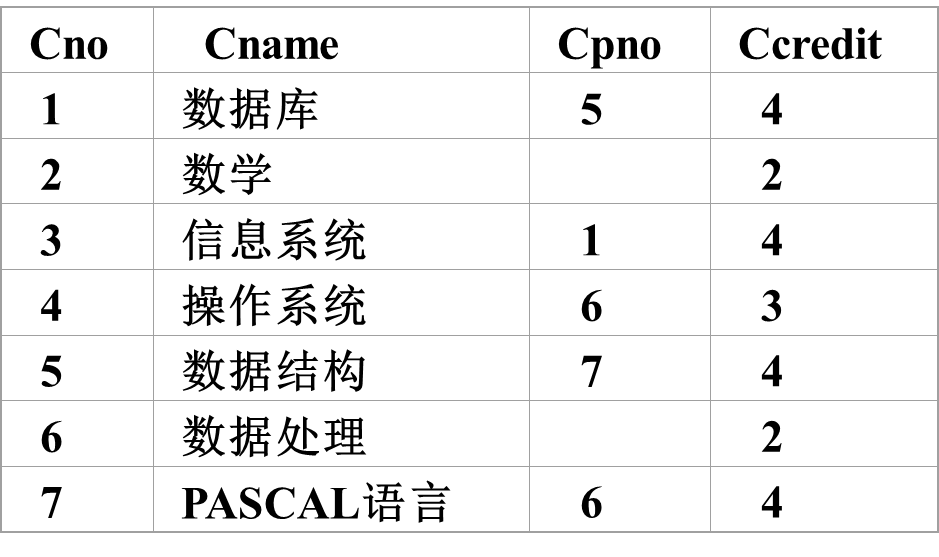 Cno Cname Cpno Ccredit
1 数据库 5 4
2 数学 2
3 信息系统 1 4
4 操作系统 6 3
5 数据结构 7 4
6 数据处理 2
7 PASCAL语言 6 4